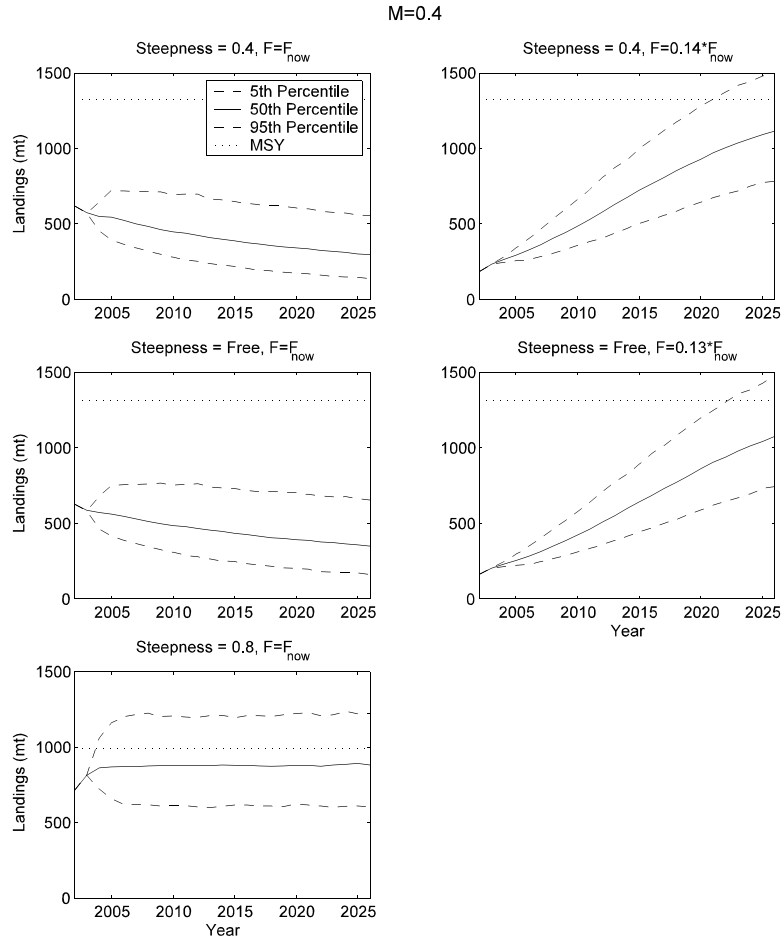 M=0.4
Steepness = 0.4, F=F_now
1500
1000
500
0
Landings (mt)
2005 2010 2015 2020 2025
5th Percentile
50th Percentile
95th Percentile
MSY
Steepness = 0.4, F=0.14*F_now
1500
1000
500
0
Landings (mt)
2005 2010 2015 2020 2025
Steepness = Free, F=F_now
1500
1000
500
0
Landings (mt)
2005 2010 2015 2020 2025
Steepness = Free, F=0.13*F_now
1500
1000
500
0
Landings (mt)
2005 2010 2015 2020 2025
Year
Steepness = 0.8, F=F_now
1500
1000
500
0
Landings (mt)
2005 2010 2015 2020 2025
Year